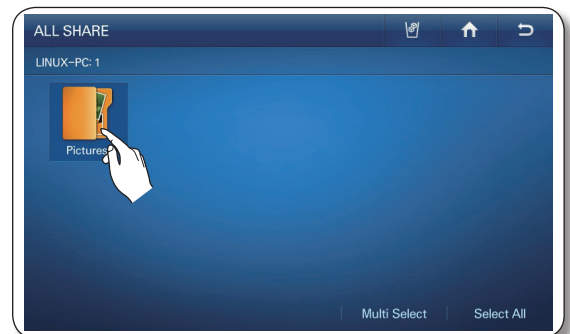 ALL SHARE
LINUX-PC: 1
Pictures
Multi Select
Select All